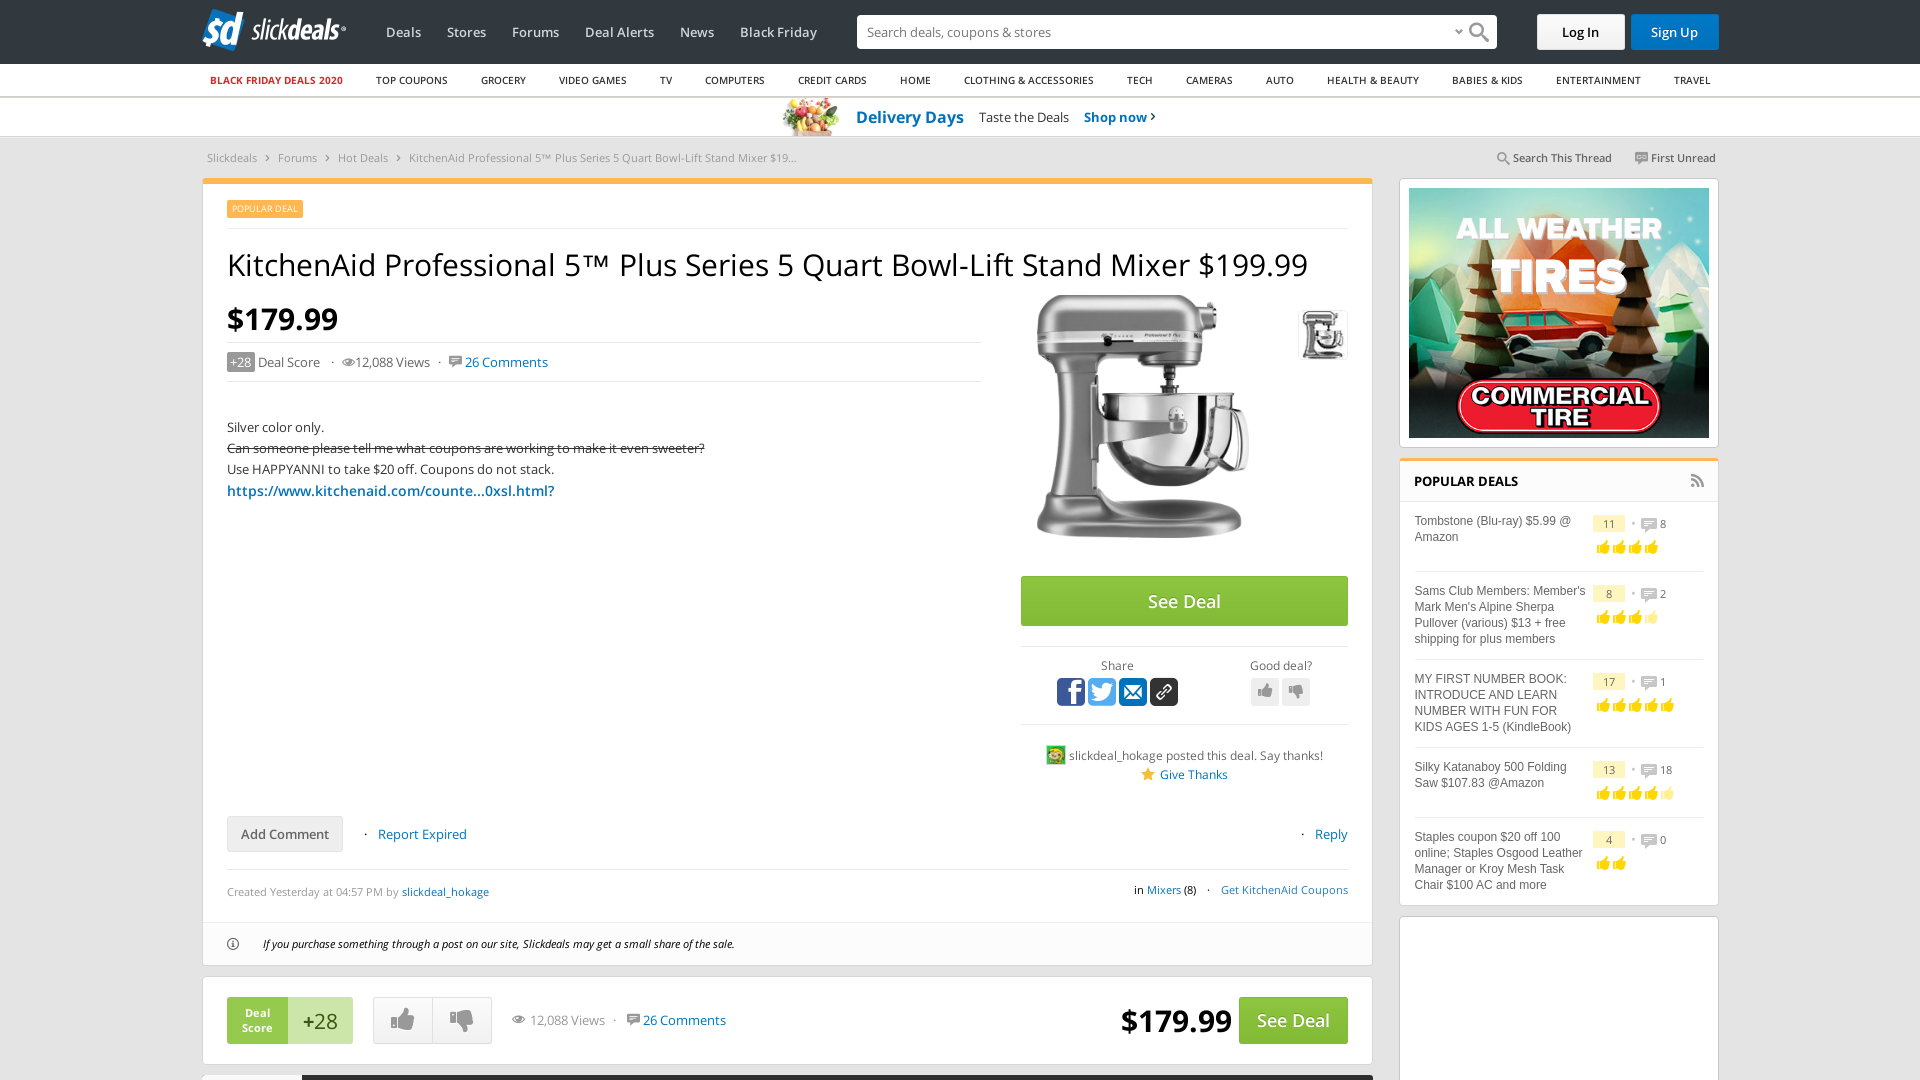 sd slickdeals®
Deals
Stores
Forums
Deal Alerts
News
Black Friday
Search deals, coupons & stores
Log In
Sign Up
BLACK FRIDAY DEALS 2020
TOP COUPONS
GROCERY
VIDEO GAMES
TV
COMPUTERS
CREDIT CARDS
HOME
CLOTHING & ACCESSORIES
TECH
CAMERAS
AUTO
HEALTH & BEAUTY
BABIES & KIDS
ENTERTAINMENT
TRAVEL
Delivery Days Taste the Deals Shop now ›
Slickdeals › Forums › Hot Deals › KitchenAid Professional 5™ Plus Series 5 Quart Bowl-Lift Stand Mixer $19...
Search This Thread
First Unread
POPULAR DEAL
KitchenAid Professional 5™ Plus Series 5 Quart Bowl-Lift Stand Mixer $199.99
$179.99
+28 Deal Score · 12,088 Views · 26 Comments
Silver color only.
Can someone please tell me what coupons are working to make it even sweeter?
Use HAPPYANNI to take $20 off. Coupons do not stack.
https://www.kitchenaid.com/counte...0xsl.html?
See Deal
Share
Good deal?
slickdeal_hokage posted this deal. Say thanks!
Give Thanks
Add Comment
· Report Expired
· Reply
Created Yesterday at 04:57 PM by slickdeal_hokage
in Mixers (8) · Get KitchenAid Coupons
If you purchase something through a post on our site, Slickdeals may get a small share of the sale.
Deal
Score
+28
12,088 Views · 26 Comments
$179.99
See Deal
ALL WEATHER
TIRES
COMMERCIAL
TIRE
POPULAR DEALS
Tombstone (Blu-ray) $5.99 @
Amazon
11 • 8
Sams Club Members: Member's
Mark Men's Alpine Sherpa
Pullover (various) $13 + free
shipping for plus members
8 • 2
MY FIRST NUMBER BOOK:
INTRODUCE AND LEARN
NUMBER WITH FUN FOR
KIDS AGES 1-5 (KindleBook)
17 • 1
Silky Katanaboy 500 Folding
Saw $107.83 @Amazon
13 • 18
Staples coupon $20 off 100
online; Staples Osgood Leather
Manager or Kroy Mesh Task
Chair $100 AC and more
4 • 0